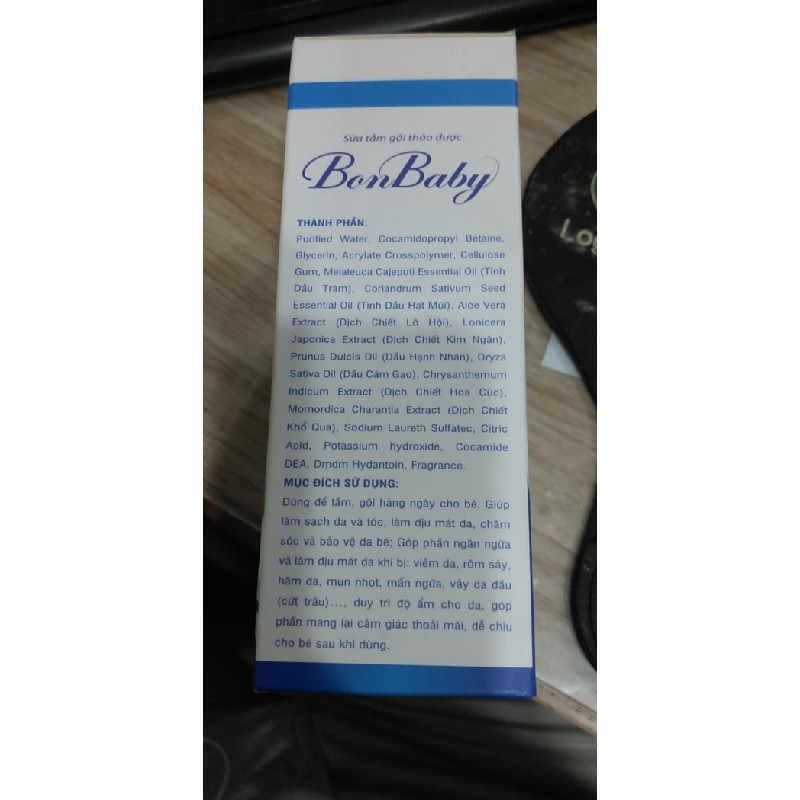 Sữa tắm gội thảo dược
BonBaby
THÀNH PHẦN:
Purified Water, Cocamidopropyl Betaine,
Glycerin, Acrylate Crosspolymer, Cellulose
Gum, Melaleuca Cajeputi Essential Oil (Tinh
Dầu Tràm), Coriandrum Sativum Seed
Essential Oil (Tinh Dầu Hạt Mùi), Aloe Vera
Extract (Dịch Chiết Lô Hội), Lonicera
Japonica Extract (Dịch Chiết Kim Ngân),
Prunus Dulcis Oil (Dầu Hạnh Nhân), Oryza
Sativa Oil (Dầu Cám Gạo), Chrysanthemum
Indicum Extract (Dịch Chiết Hoa Cúc),
Momordica Charantia Extract (Dịch Chiết
Khổ Qua), Sodium Laureth Sulfatec, Citric
Acid, Potassium hydroxide, Cocamide
DEA, Dmdm Hydantoin, Fragrance.
MỤC ĐÍCH SỬ DỤNG:
Dùng để tắm, gội hàng ngày cho bé. Giúp
làm sạch da và tóc, làm dịu mát da, chăm
sóc và bảo vệ da bé; Góp phần ngăn ngừa
và làm dịu mát da khi bị: viêm da, rôm sảy,
hăm da, mụn nhọt, mẩn ngứa, vảy da đầu
(cứt trâu)..., duy trì độ ẩm cho da, góp
phần mang lại cảm giác thoải mái, dễ chịu
cho bé sau khi dùng.
Log